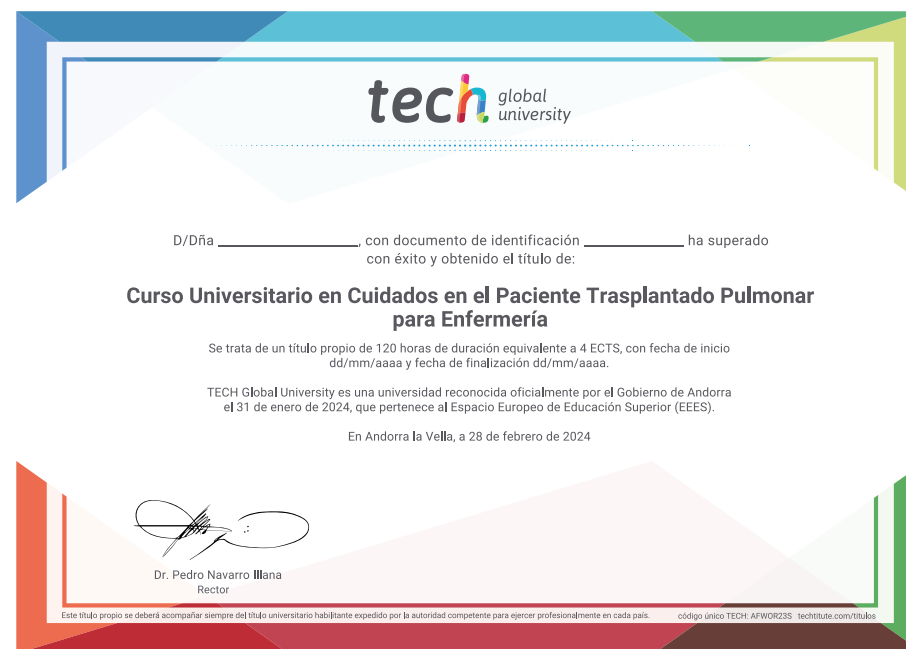 tech global university
D/Dña ____________________, con documento de identificación ______________ ha superado
con éxito y obtenido el título de:
Curso Universitario en Cuidados en el Paciente Trasplantado Pulmonar
para Enfermería
Se trata de un título propio de 120 horas de duración equivalente a 4 ECTS, con fecha de inicio
dd/mm/aaaa y fecha de finalización dd/mm/aaaa.
TECH Global University es una universidad reconocida oficialmente por el Gobierno de Andorra
el 31 de enero de 2024, que pertenece al Espacio Europeo de Educación Superior (EEES).
En Andorra la Vella, a 28 de febrero de 2024
Dr. Pedro Navarro Illana
Rector
Este título propio se deberá acompañar siempre del título universitario habilitante expedido por la autoridad competente para ejercer profesionalmente en cada país.
código único TECH: AFWOR23S techtitute.com/titulos